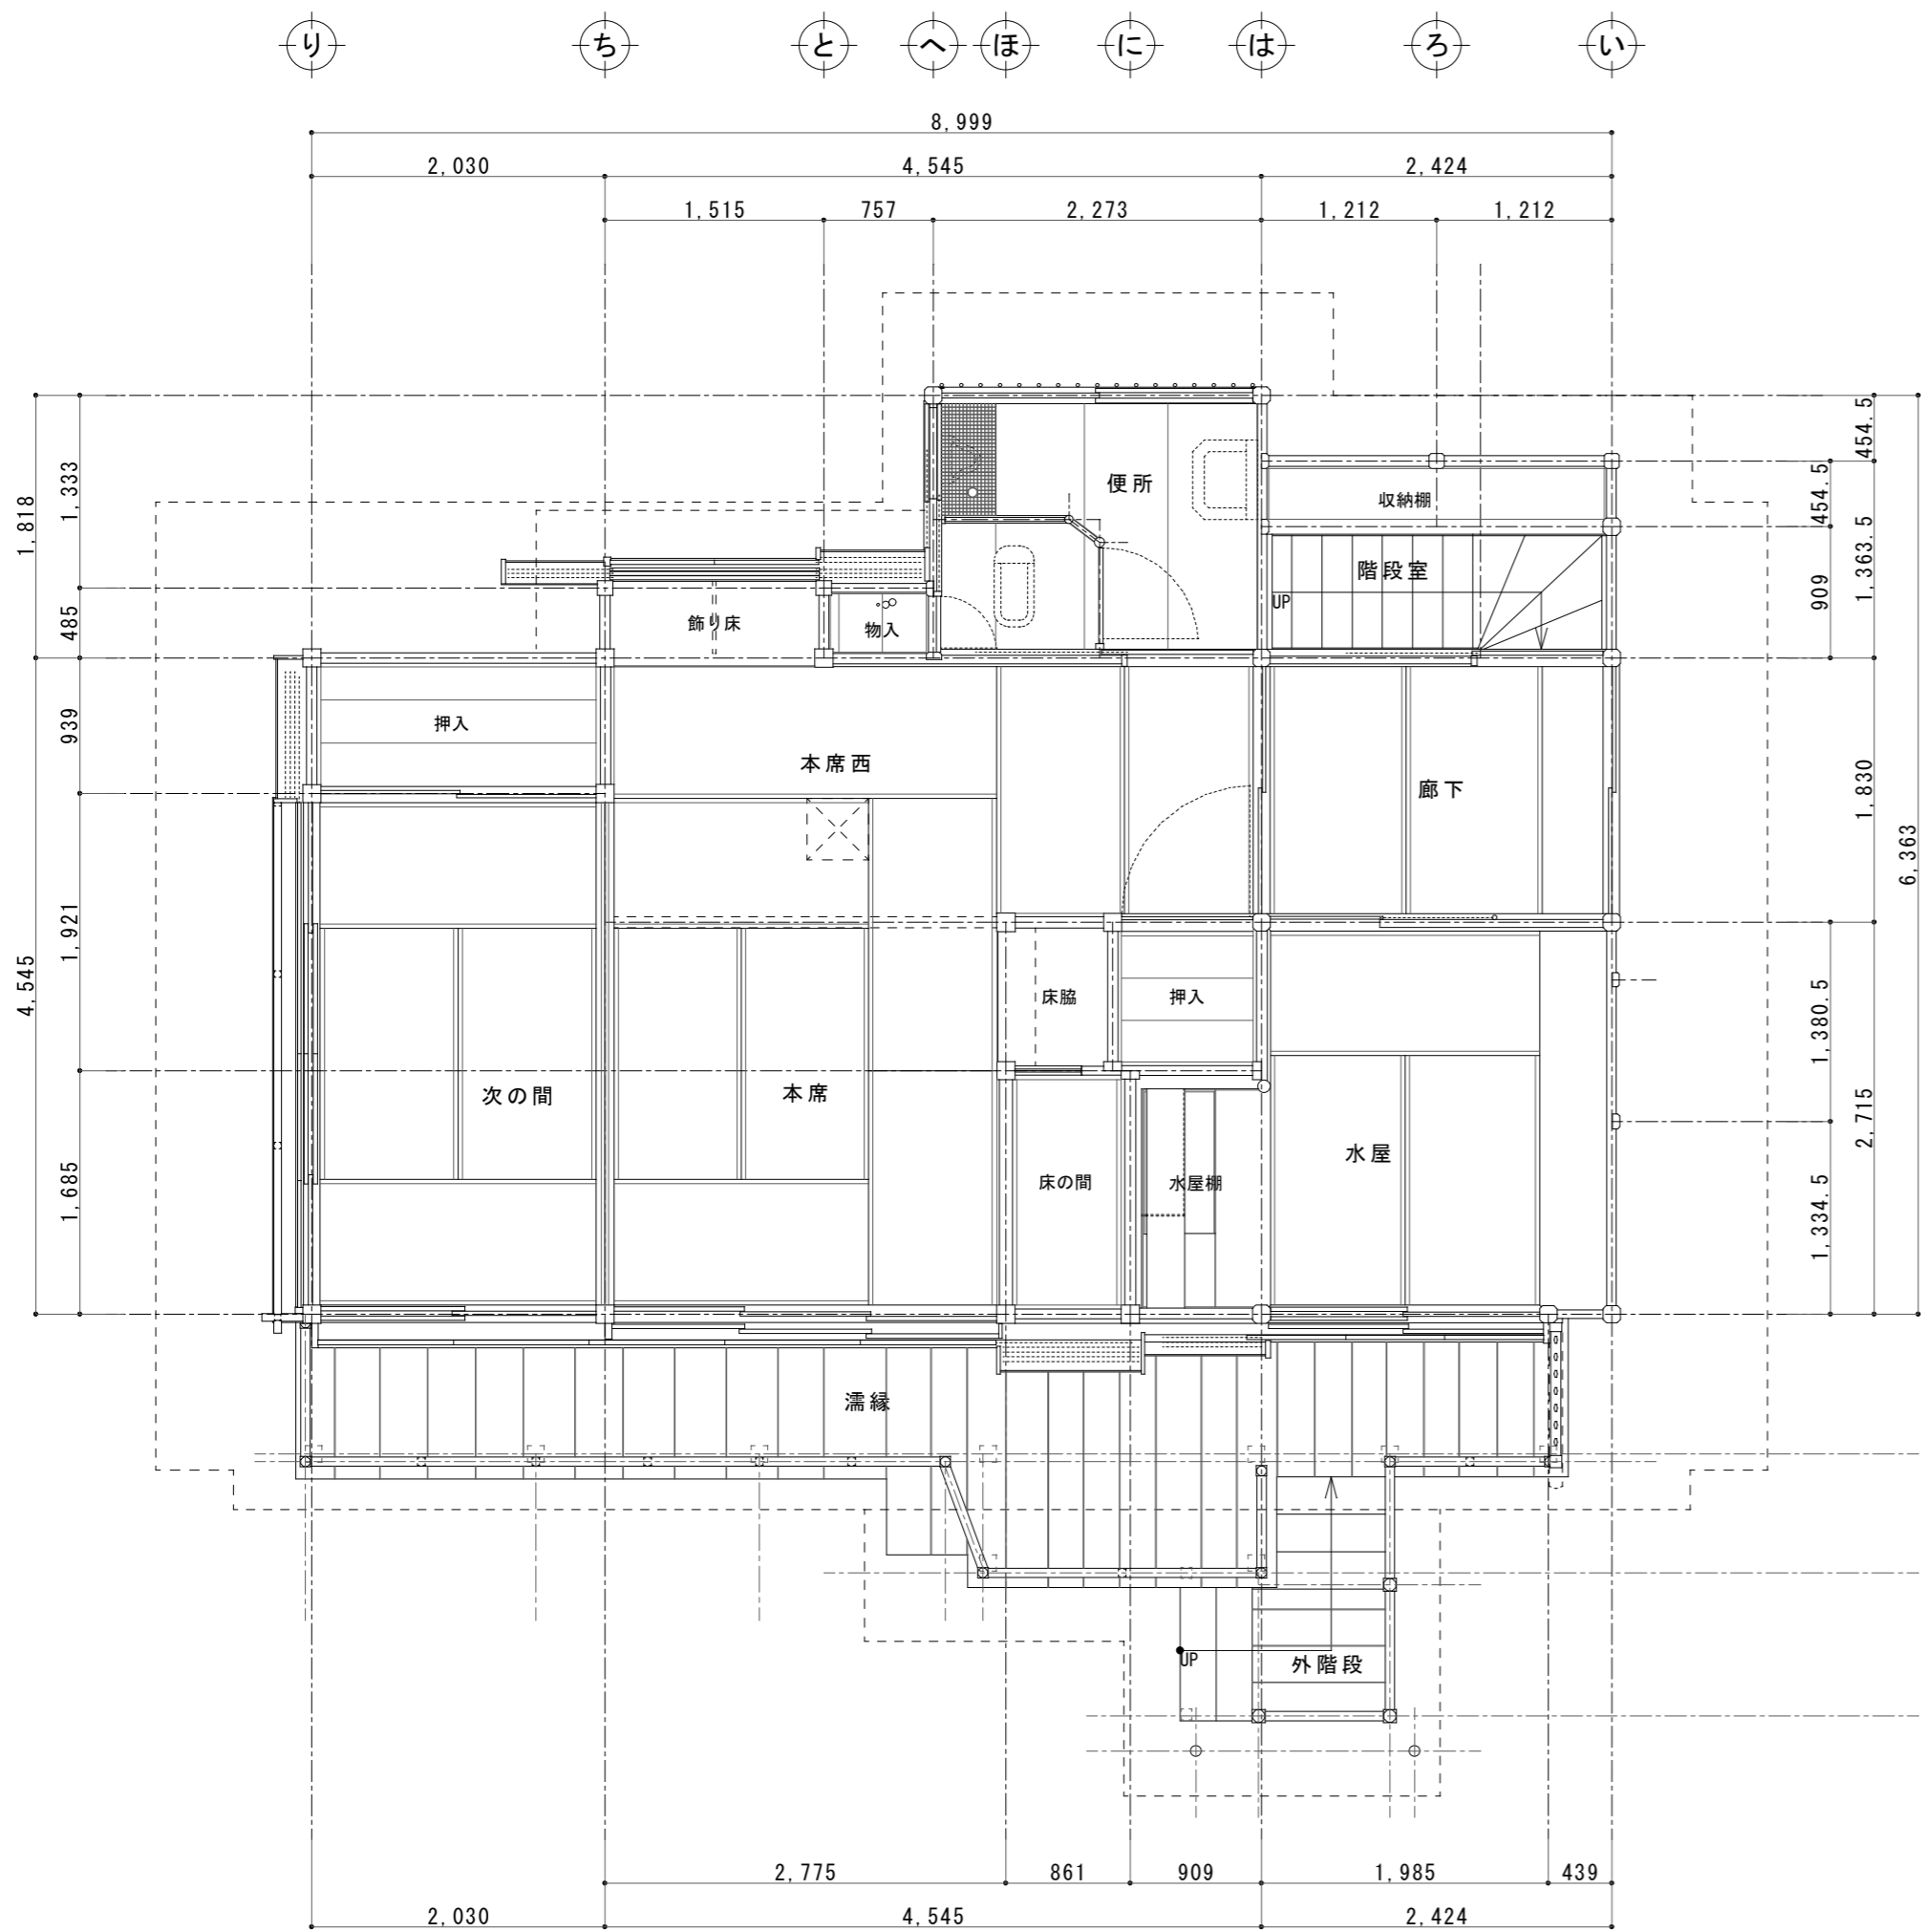 り ち と へ ほ に は ろ い
8,999
2,030 4,545 2,424
1,515 757 2,273 1,212 1,212
454.5
1,333
1,818
便所
454.5
収納棚
1,363.5
階段室
909
UP
485
飾り床
物入
939
押入
本席西
廊下
1,830
6,363
1,921
4,545
床脇
押入
1,380.5
次の間
本席
2,715
水屋
1,685
床の間
水屋棚
1,334.5
濡縁
UP
外階段
2,775 861 909 1,985 439
2,030 4,545 2,424